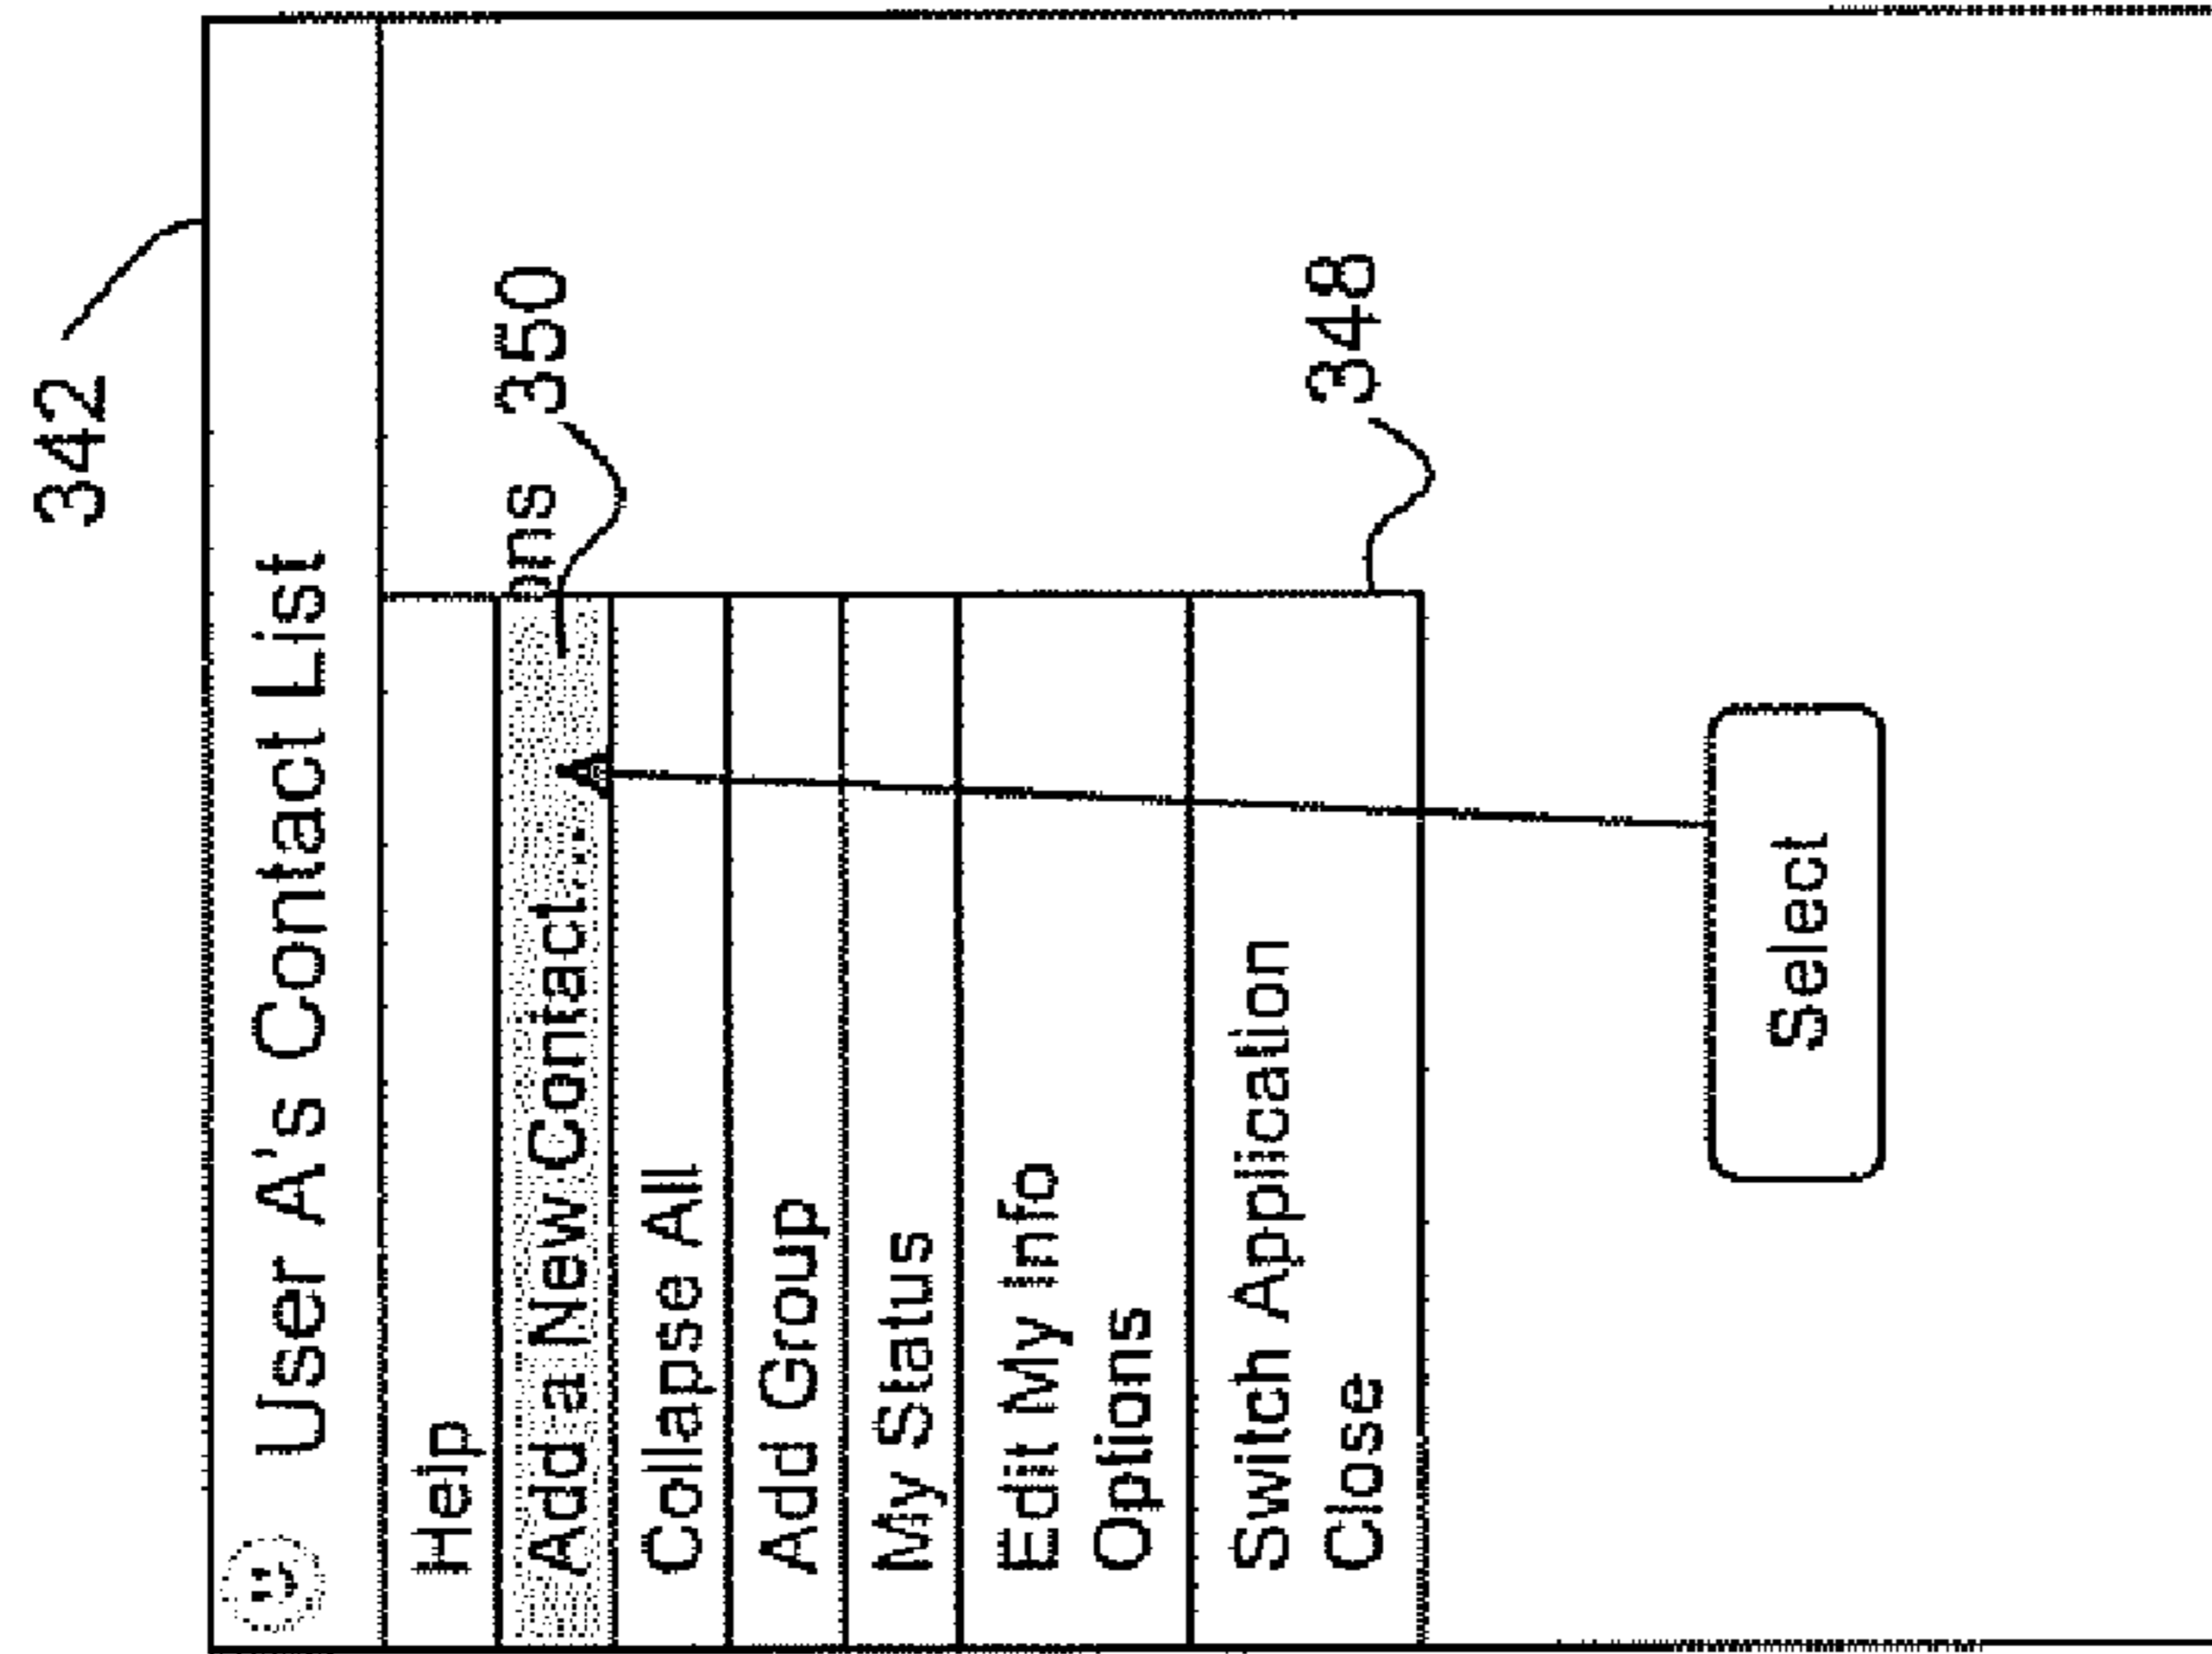 342
User A's Contact List
Help
Add a New Contact...
350
Collapse All
Add Group
My Status
Edit My Info
Options
Switch Application
Close
348
Select